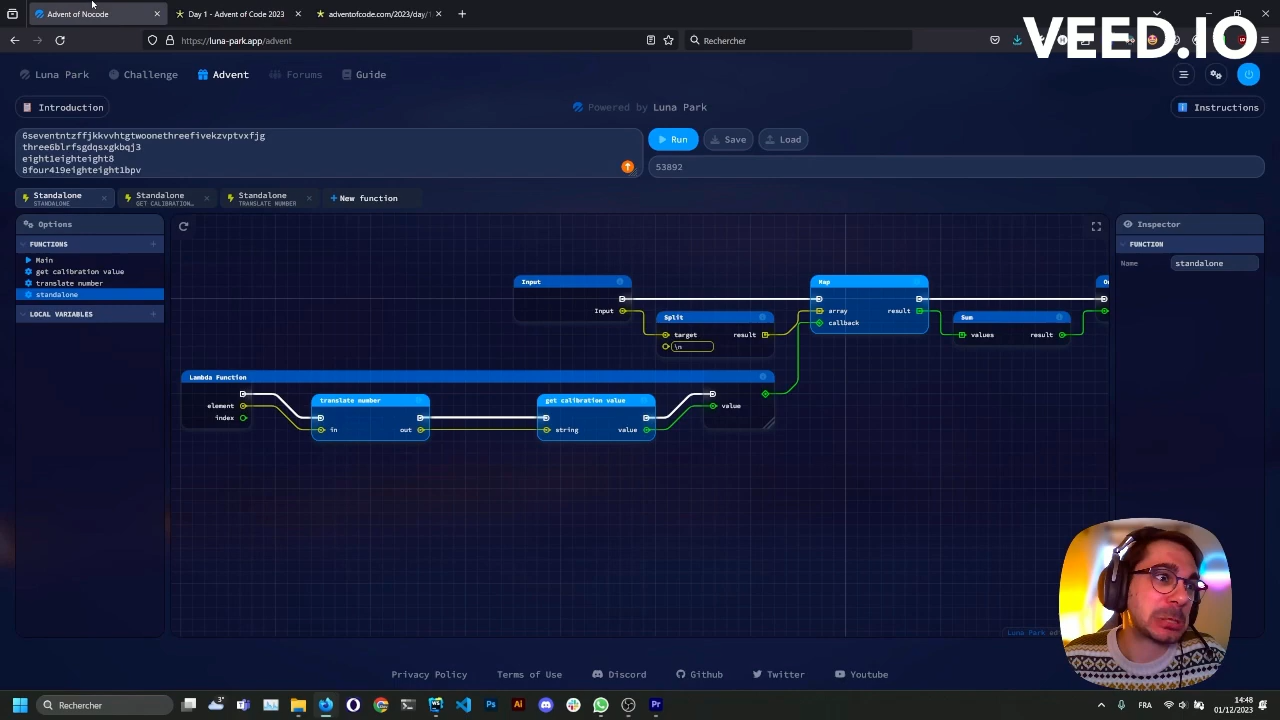 Advent of Nocode
Day 1 - Advent of Code 2023
adventofcode.com/2023/day/1
https://luna-park.app/advent
Rechercher
VEED.IO
Luna Park
Challenge
Advent
Forums
Guide
Introduction
Powered by Luna Park
Instructions
6seventntzffjkkvvhtgtwoonethreefivekzvptvxfjg
three6blrfsgdqsxgkbqj3
eight1eighteight8
8four419eighteight1bpv
Run
Save
Load
53892
Standalone
STANDALONE
Standalone
GET CALIBRATION...
Standalone
TRANSLATE NUMBER
+ New function
Options
FUNCTIONS
Main
get calibration value
translate number
standalone
LOCAL VARIABLES
Inspector
FUNCTION
Name
standalone
Input
Input
Split
target
result
\n
Map
array
result
callback
Sum
values
result
Lambda Function
element
index
translate number
in
out
get calibration value
string
value
value
Luna Park
Privacy Policy
Terms of Use
Discord
Github
Twitter
Youtube
Rechercher
3°
FRA
14:48
01/12/2023